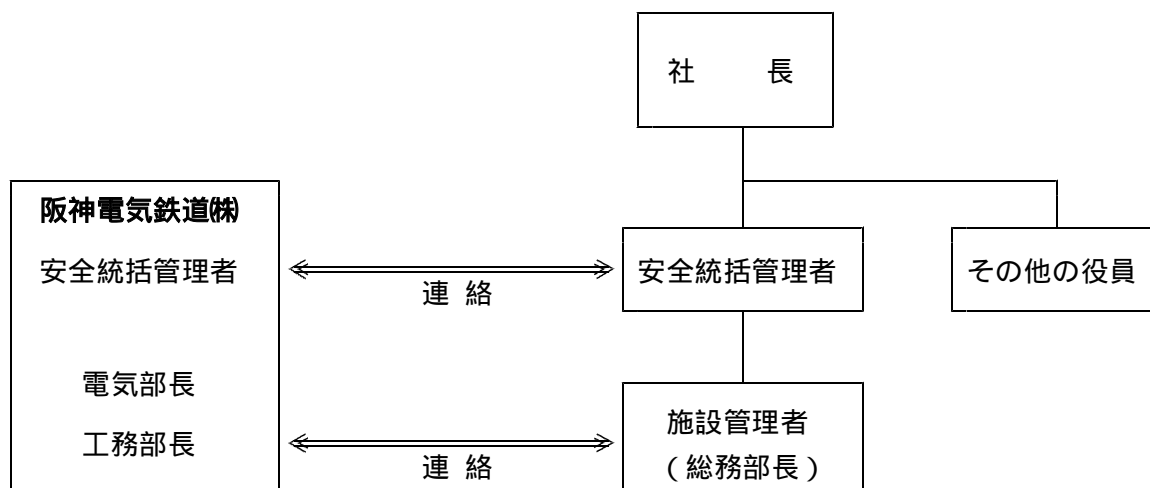 社　　長
阪神電気鉄道㈱
安全統括管理者
連 絡
安全統括管理者
その他の役員
電気部長
工務部長
連 絡
施設管理者
(総務部長)